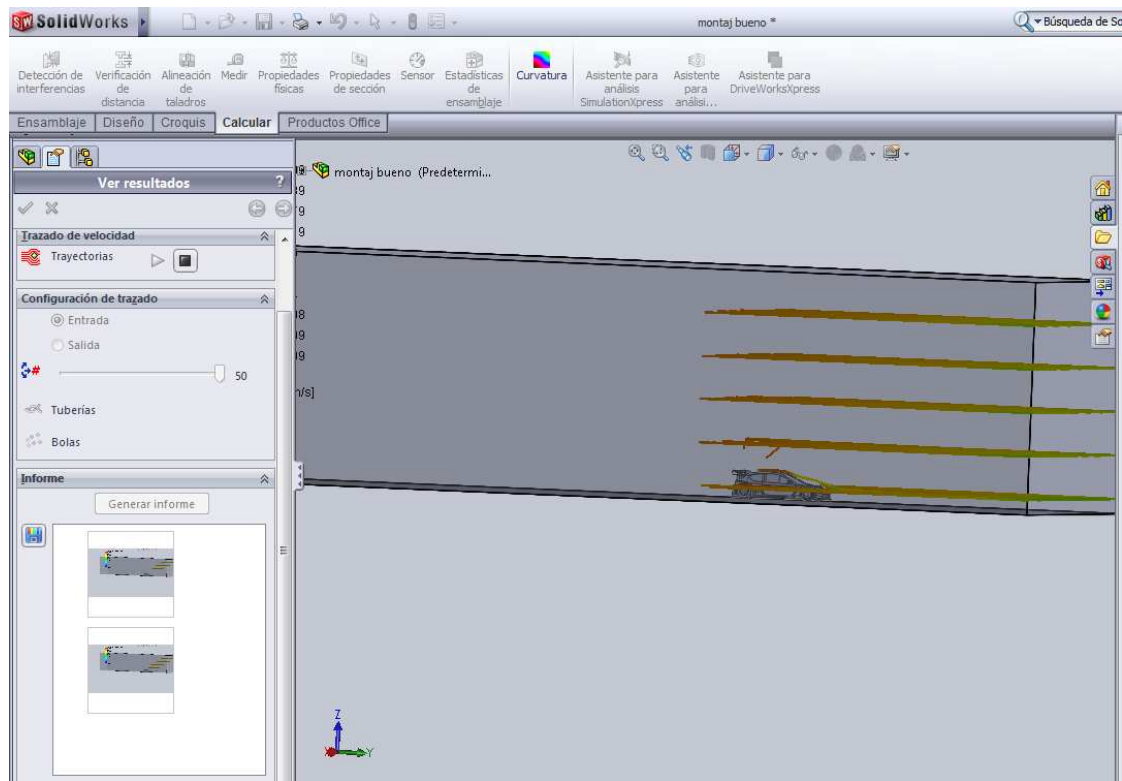 SolidWorks
montaj bueno *
Búsqueda de So
Detección de interferencias
Verificación de distancia
Alineación de taladros
Medir
Propiedades físicas
Propiedades de sección
Sensor
Estadísticas de ensamblaje
Curvatura
Asistente para análisis SimulationXpress
Asistente para análisi...
Asistente para DriveWorksXpress
Ensamblaje
Diseño
Croquis
Calcular
Productos Office
Ver resultados
?
montaj bueno (Predetermi...
Trazado de velocidad
Trayectorias
Configuración de trazado
Entrada
Salida
50
Tuberías
Bolas
Informe
Generar informe
Z
Y